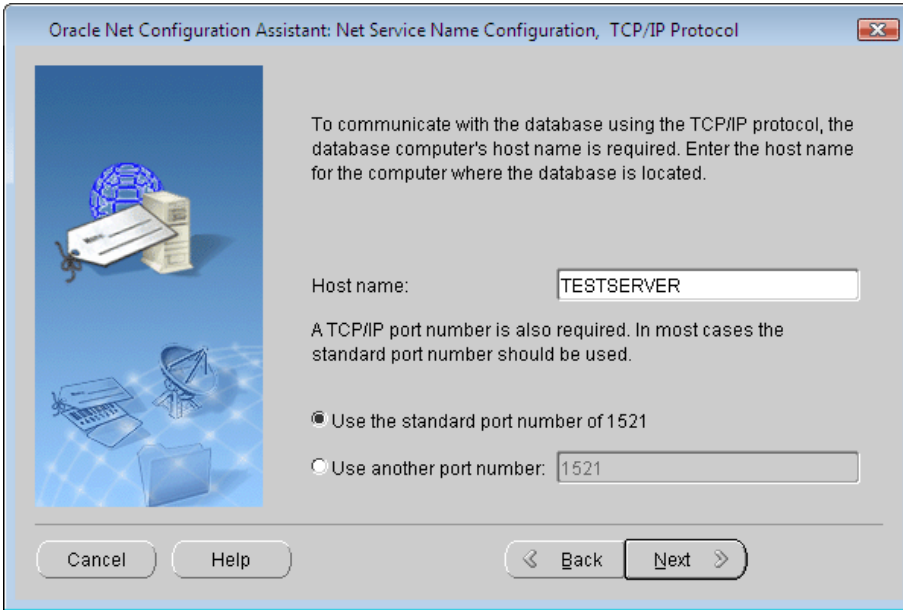 Oracle Net Configuration Assistant: Net Service Name Configuration, TCP/IP Protocol
To communicate with the database using the TCP/IP protocol, the
database computer's host name is required. Enter the host name
for the computer where the database is located.
Host name: TESTSERVER
A TCP/IP port number is also required. In most cases the
standard port number should be used.
Use the standard port number of 1521
Use another port number: 1521
Cancel Help Back Next